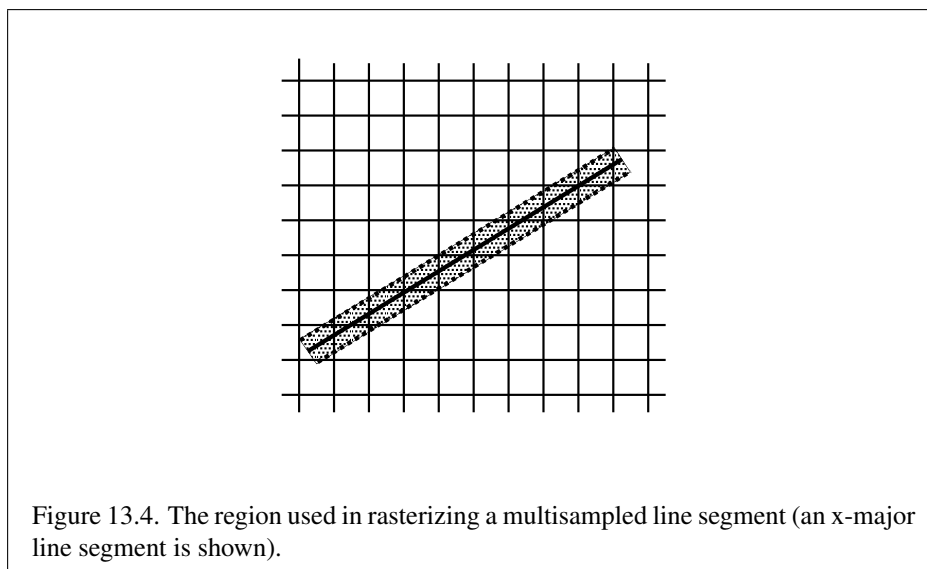 Figure 13.4. The region used in rasterizing a multisampled line segment (an x-major
line segment is shown).